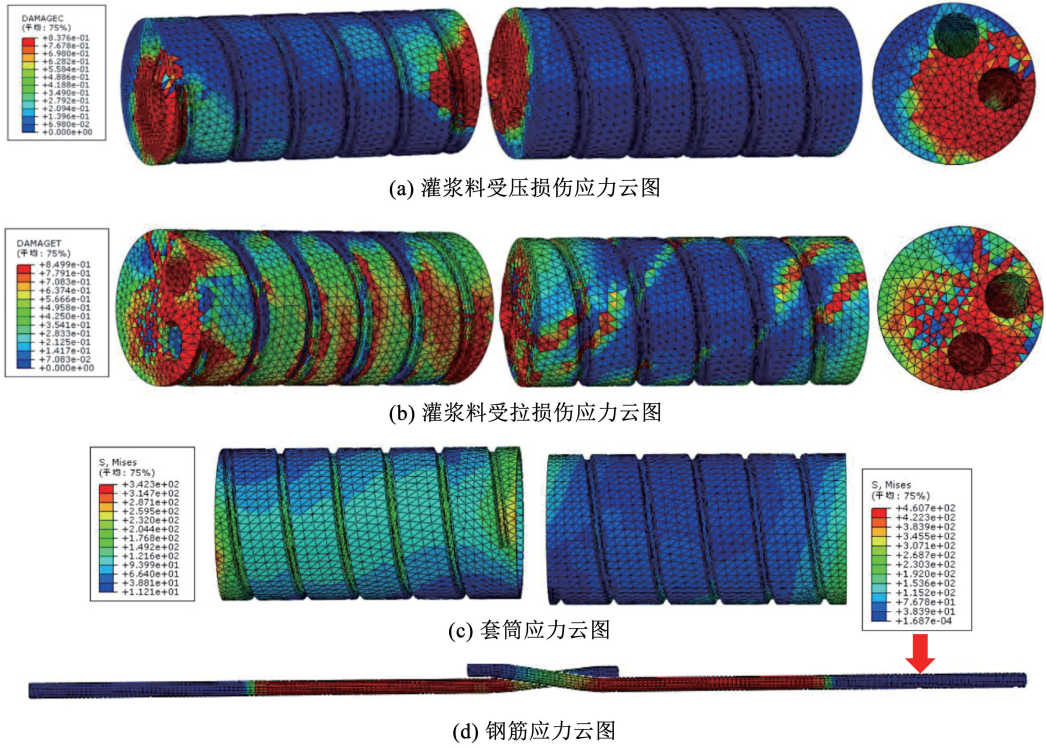 DAMAGEC
(平均: 75%)
+8.376e-01
+7.678e-01
+6.980e-01
+6.282e-01
+5.584e-01
+4.886e-01
+4.188e-01
+3.490e-01
+2.792e-01
+2.094e-01
+1.396e-01
+6.980e-02
+0.000e+00
(a) 灌浆料受压损伤应力云图
DAMAGET
(平均: 75%)
+8.499e-01
+7.791e-01
+7.083e-01
+6.374e-01
+5.666e-01
+4.958e-01
+4.250e-01
+3.541e-01
+2.833e-01
+2.125e-01
+1.417e-01
+7.083e-02
+0.000e+00
(b) 灌浆料受拉损伤应力云图
S, Mises
(平均: 75%)
+3.423e+02
+3.147e+02
+2.871e+02
+2.595e+02
+2.320e+02
+2.044e+02
+1.768e+02
+1.492e+02
+1.216e+02
+9.399e+01
+6.640e+01
+3.881e+01
+1.121e+01
S, Mises
(平均: 75%)
+4.607e+02
+4.223e+02
+3.839e+02
+3.455e+02
+3.071e+02
+2.687e+02
+2.303e+02
+1.920e+02
+1.536e+02
+1.152e+02
+7.678e+01
+3.839e+01
+1.687e-04
(c) 套筒应力云图
(d) 钢筋应力云图